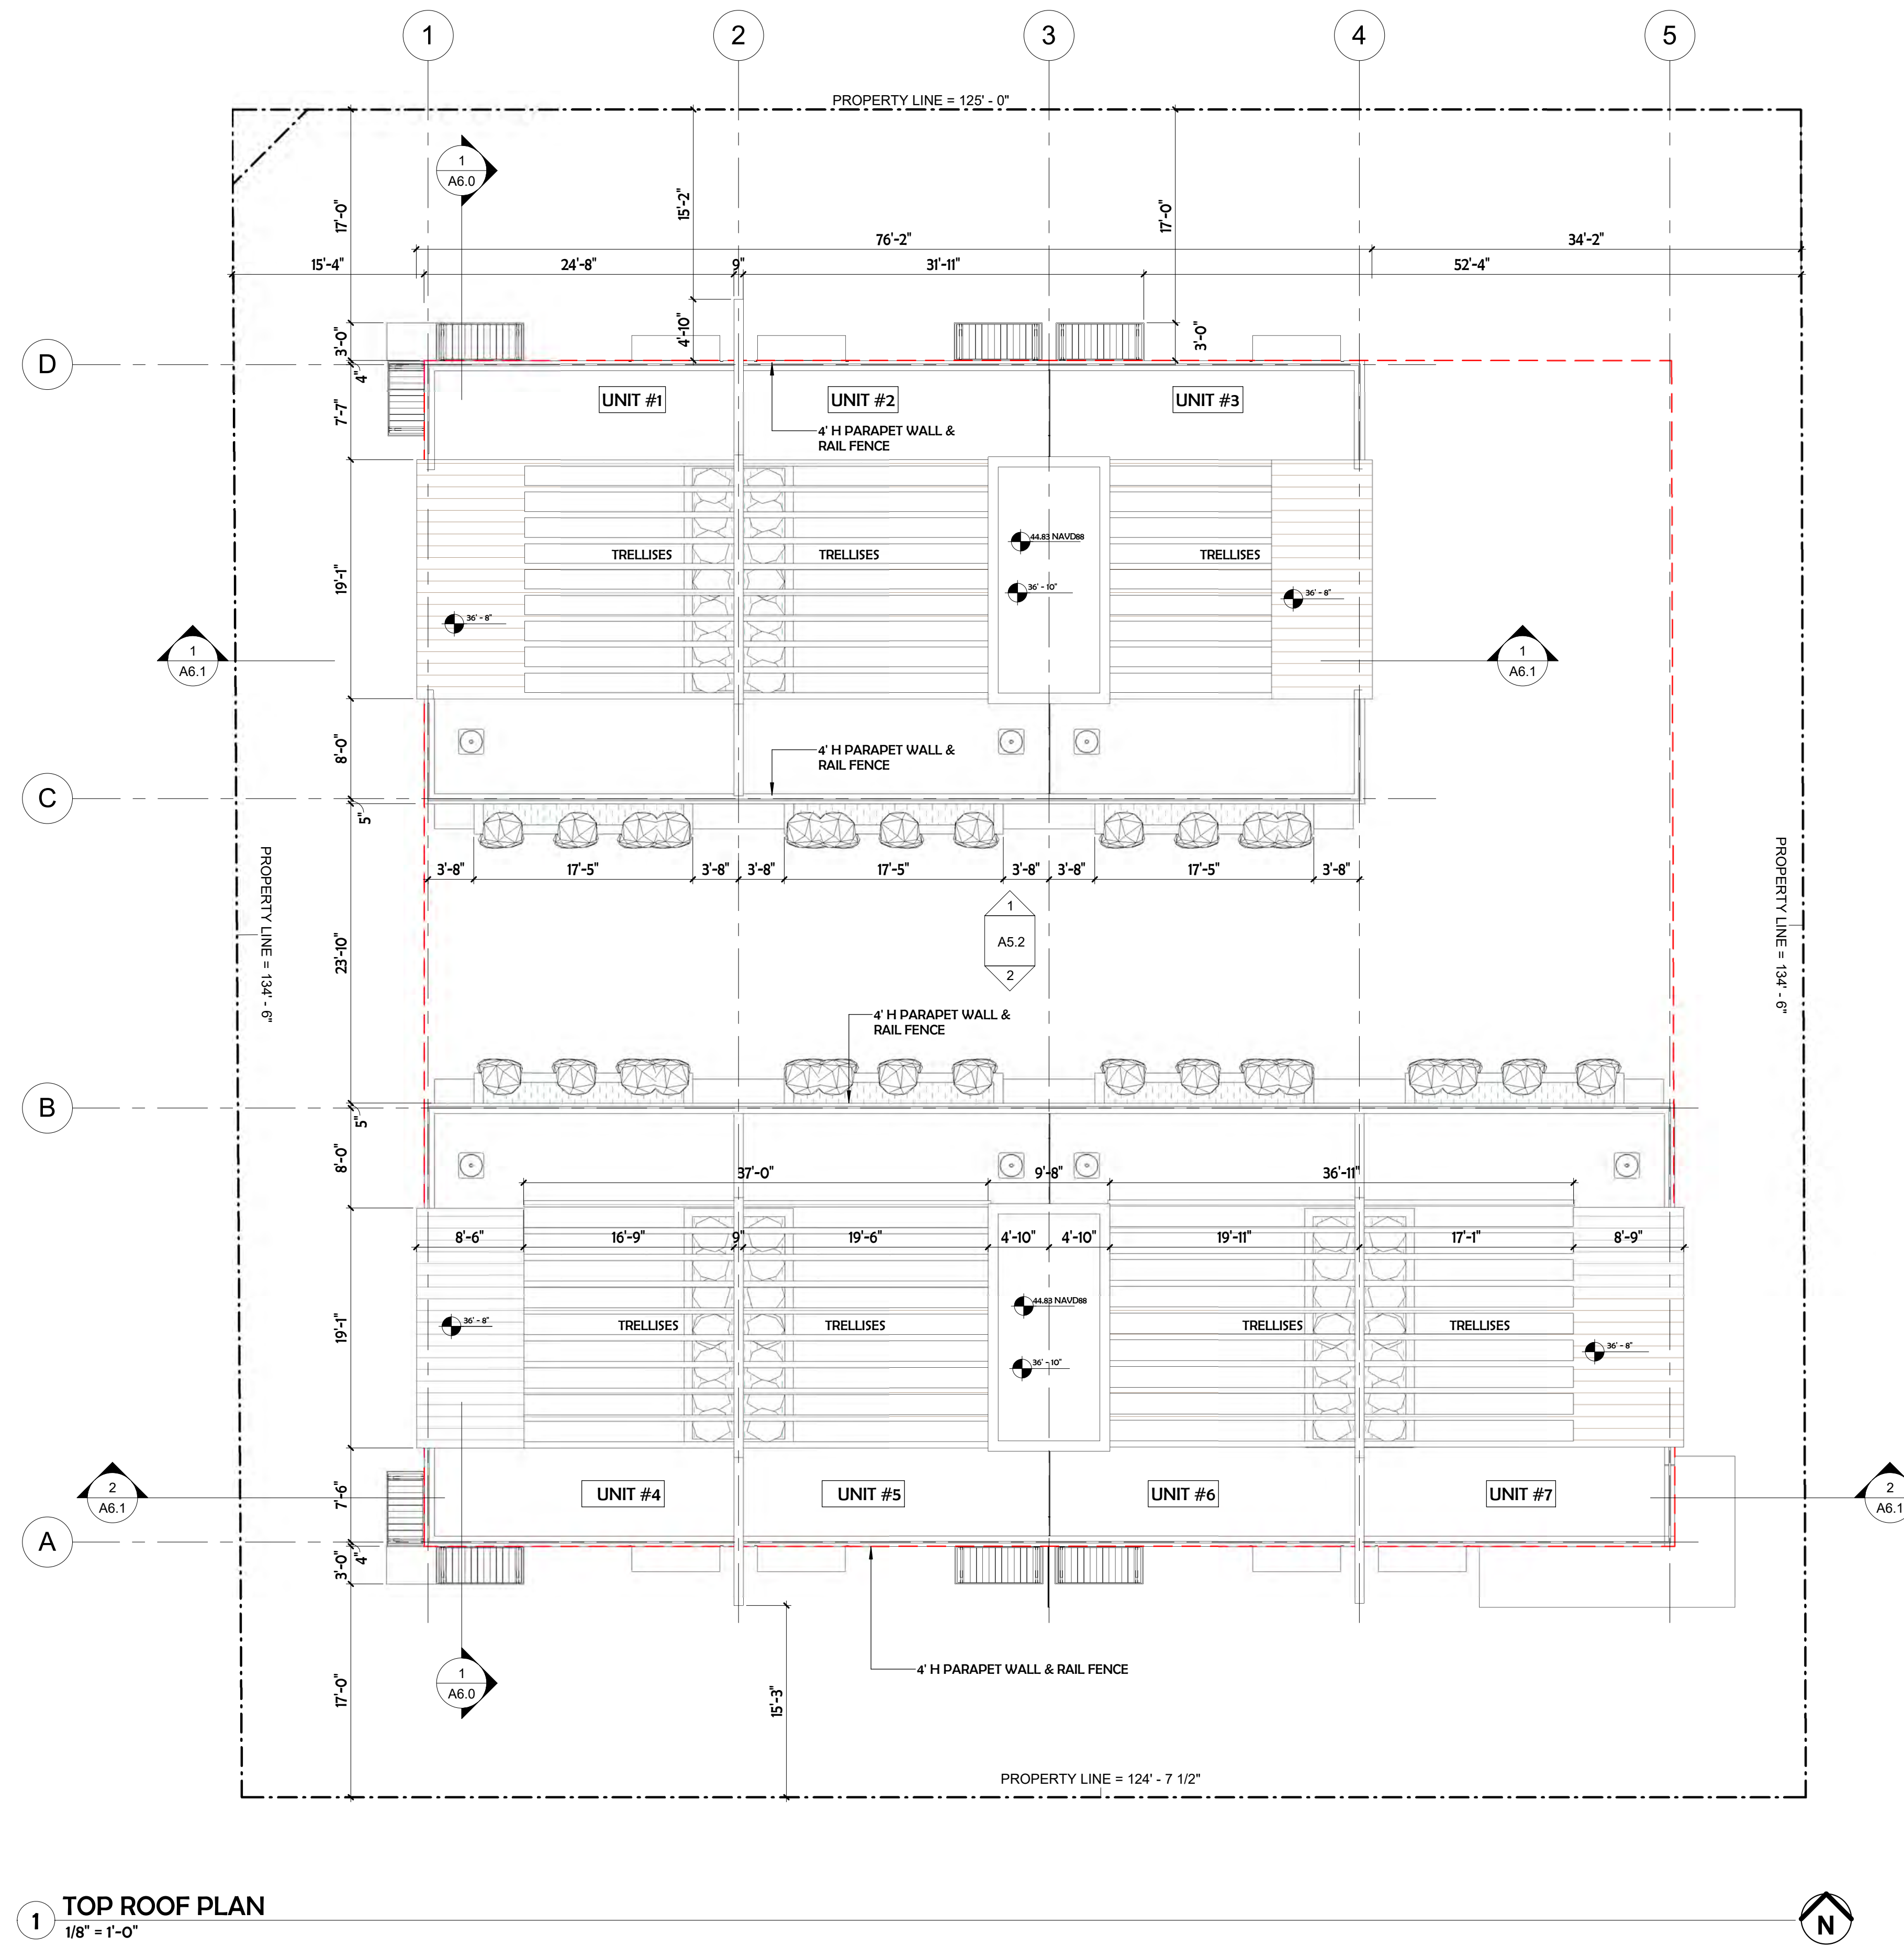 1
2
3
4
5
PROPERTY LINE = 125' - 0"
1
A6.0
17'-0"
15'-2"
17'-0"
76'-2"
34'-2"
15'-4"
24'-8"
9"
31'-11"
52'-4"
3'-0"
4'-10"
3'-0"
D
4"
7'-7"
UNIT #1
UNIT #2
UNIT #3
4' H PARAPET WALL &
RAIL FENCE
44.83 NAVD88
TRELLISES
TRELLISES
TRELLISES
19'-1"
36' - 10"
36' - 8"
36' - 8"
1
A6.1
1
A6.1
8'-0"
4' H PARAPET WALL &
RAIL FENCE
C
5"
3'-8"
17'-5"
3'-8"
3'-8"
17'-5"
3'-8"
3'-8"
17'-5"
3'-8"
PROPERTY LINE = 134' - 6"
PROPERTY LINE = 134' - 6"
1
A5.2
2
23'-10"
4' H PARAPET WALL &
RAIL FENCE
B
5"
8'-0"
37'-0"
9'-8"
36'-11"
8'-6"
16'-9"
9"
19'-6"
4'-10"
4'-10"
19'-11"
17'-1"
8'-9"
44.83 NAVD88
19'-1"
36' - 8"
TRELLISES
TRELLISES
TRELLISES
TRELLISES
36' - 8"
36' - 10"
2
A6.1
7'-6"
UNIT #4
UNIT #5
UNIT #6
UNIT #7
2
A6.1
A
4"
3'-0"
4' H PARAPET WALL & RAIL FENCE
1
A6.0
17'-0"
15'-3"
PROPERTY LINE = 124' - 7 1/2"
1
TOP ROOF PLAN
1/8" = 1'-0"
N